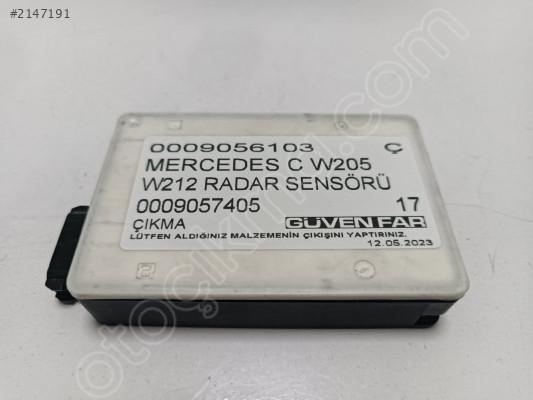 #2147191
0009056103 Ç
MERCEDES C W205
W212 RADAR SENSÖRÜ
0009057405 17
ÇIKMA GÜVEN FAR
LÜTFEN ALDIĞINIZ MALZEMENİN ÇIKIŞINI YAPTIRINIZ.
12.05.2023